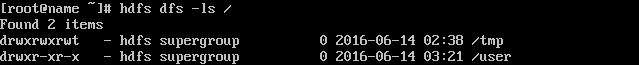 [root@name ~]# hdfs dfs -ls /
Found 2 items
drwxrwxrwt   - hdfs supergroup          0 2016-06-14 02:38 /tmp
drwxr-xr-x   - hdfs supergroup          0 2016-06-14 03:21 /user